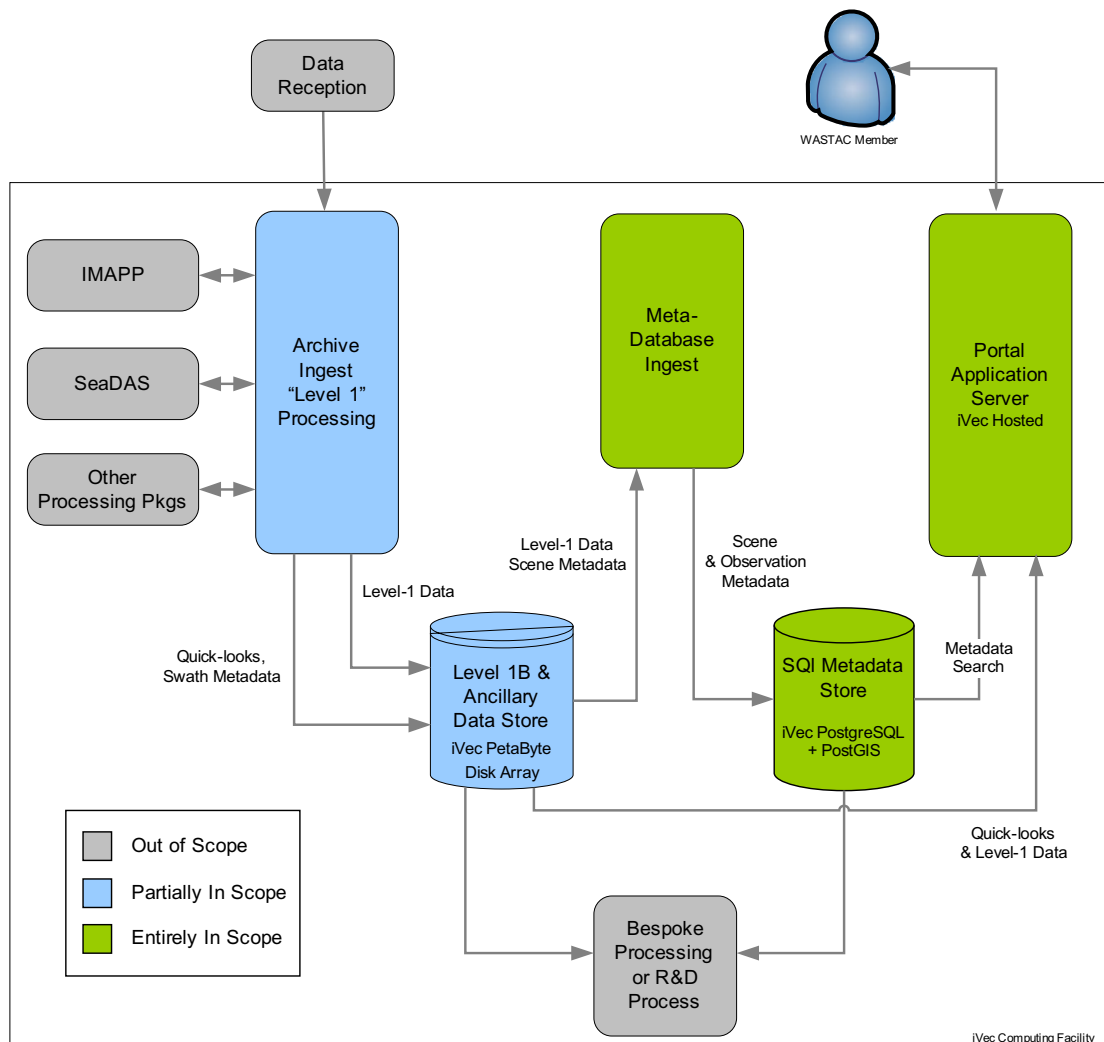 Data
Reception
WASTAC Member
IMAPP
SeaDAS
Other
Processing Pkgs
Archive
Ingest
“Level 1”
Processing
Meta-
Database
Ingest
Portal
Application
Server
iVec Hosted
Level-1 Data
Quick-looks,
Swath Metadata
Level-1 Data
Scene Metadata
Scene
& Observation
Metadata
Metadata
Search
Level 1B &
Ancillary
Data Store
iVec PetaByte
Disk Array
SQl Metadata
Store
iVec PostgreSQL
+ PostGIS
Quick-looks
& Level-1 Data
Out of Scope
Partially In Scope
Entirely In Scope
Bespoke
Processing
or R&D
Process
iVec Computing Facility